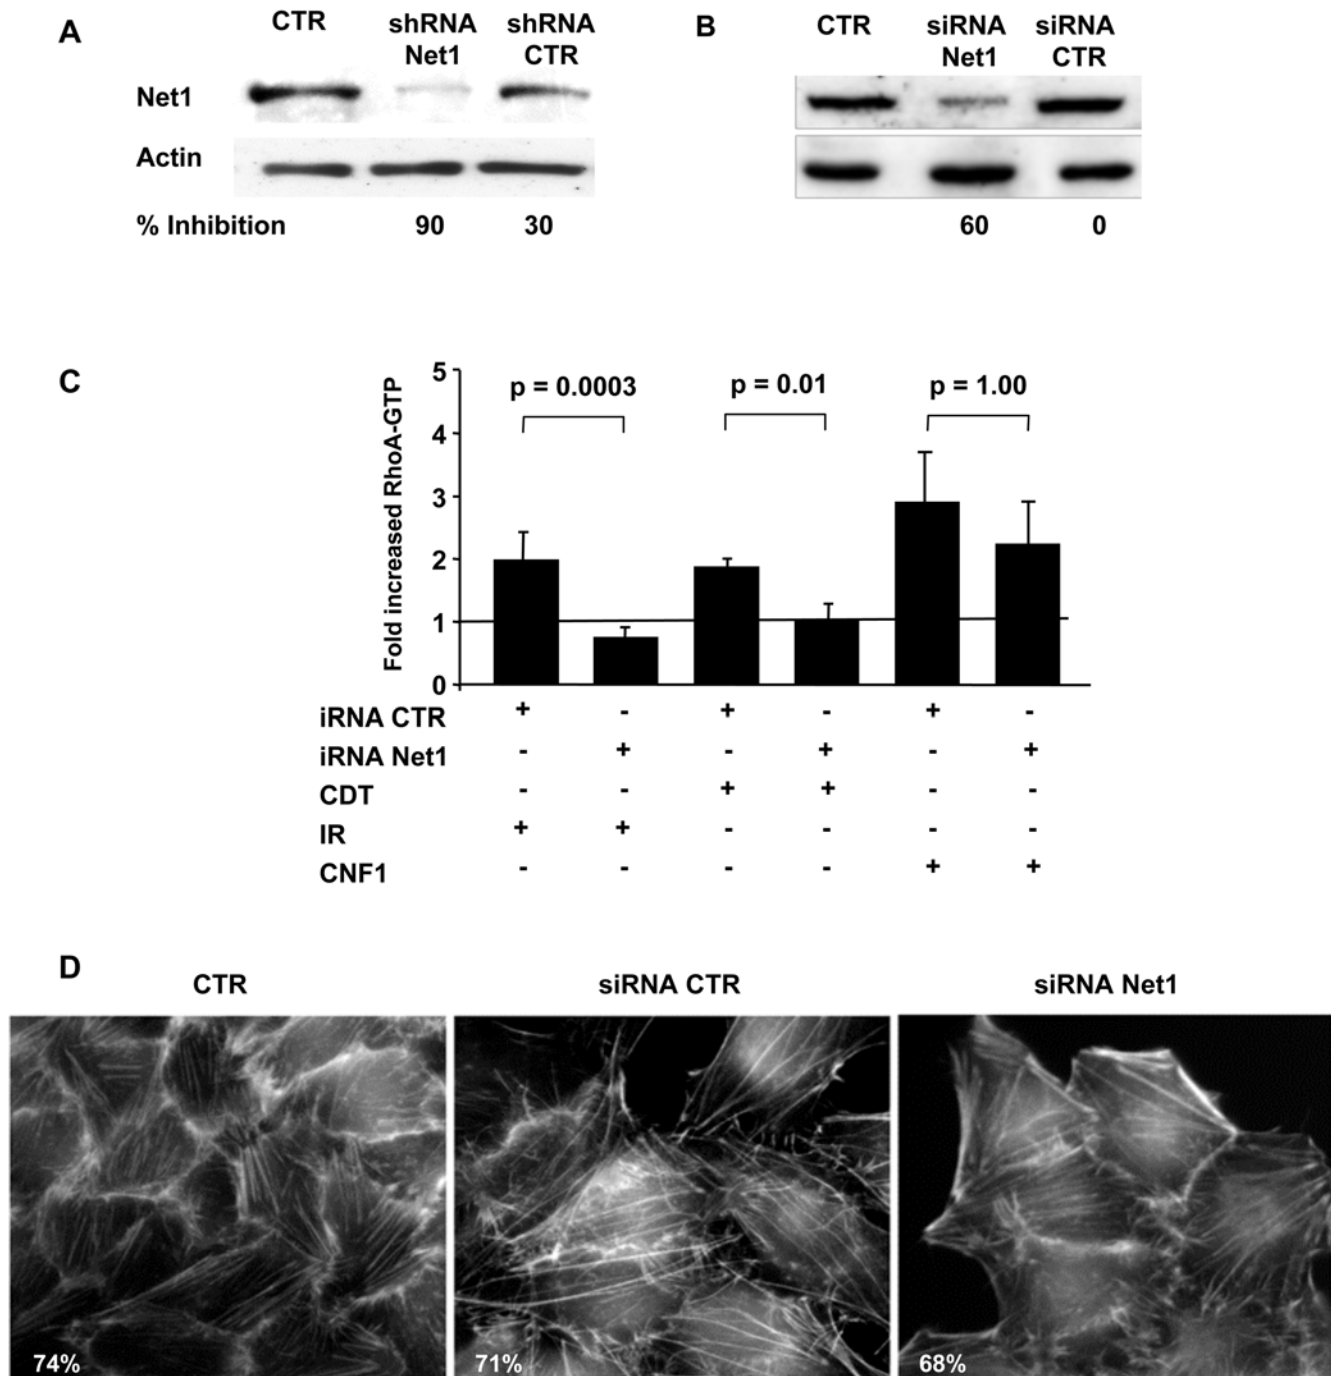 A
CTR
shRNA Net1
shRNA CTR
Net1
Actin
% Inhibition
90
30
B
CTR
siRNA Net1
siRNA CTR
60
0
C
Fold increased RhoA-GTP
5
4
3
2
1
0
p = 0.0003
p = 0.01
p = 1.00
iRNA CTR + - + - + -
iRNA Net1 - + - + - +
CDT - - + + - -
IR + + - - - -
CNF1 - - - - + +
D
CTR
siRNA CTR
siRNA Net1
74%
71%
68%